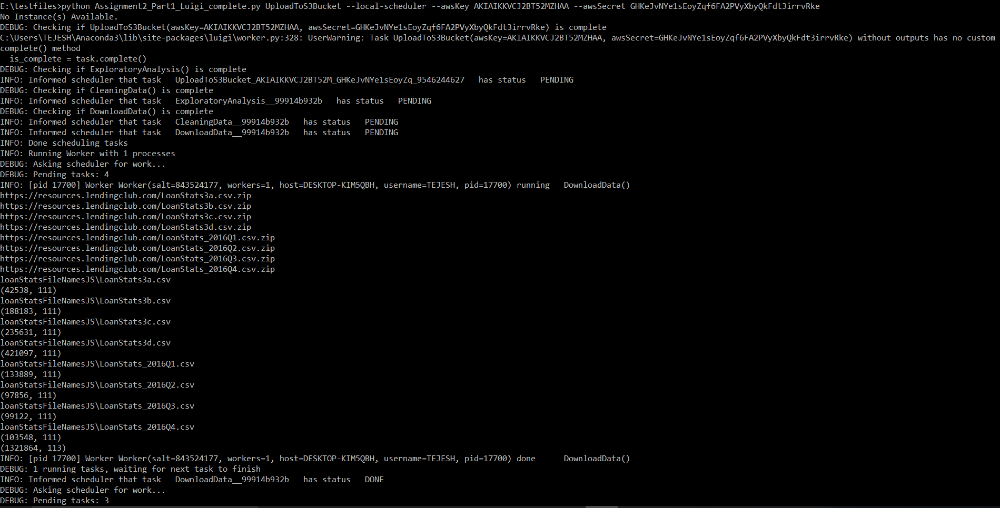 E:\testfiles>python Assignment2_Part1_Luigi_complete.py UploadToS3Bucket --local-scheduler --awsKey AKIAIKKVCJ2BT52MZHAA --awsSecret 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
No Instance(s) Available.
DEBUG: Checking if UploadToS3Bucket(awsKey=AKIAIKKVCJ2BT52MZHAA, awsSecret=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) is complete
C:\Users\TEJESH\Anaconda3\lib\site-packages\luigi\worker.py:328: UserWarning: Task UploadToS3Bucket(awsKey=AKIAIKKVCJ2BT52MZHAA, awsSecret=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) without outputs has no custom
complete() method
  is_complete = task.complete()
DEBUG: Checking if ExploratoryAnalysis() is complete
INFO: Informed scheduler that task   UploadToS3Bucket_AKIAIKKVCJ2BT52M_GHKeJvNYe1sEoyZq_9546244627   has status   PENDING
DEBUG: Checking if CleaningData() is complete
INFO: Informed scheduler that task   ExploratoryAnalysis__99914b932b   has status   PENDING
DEBUG: Checking if DownloadData() is complete
INFO: Informed scheduler that task   CleaningData__99914b932b   has status   PENDING
INFO: Informed scheduler that task   DownloadData__99914b932b   has status   PENDING
INFO: Done scheduling tasks
INFO: Running Worker with 1 processes
DEBUG: Asking scheduler for work...
DEBUG: Pending tasks: 4
INFO: [pid 17700] Worker Worker(salt=843524177, workers=1, host=DESKTOP-KIM5QBH, username=TEJESH, pid=17700) running   DownloadData()
https://resources.lendingclub.com/LoanStats3a.csv.zip
https://resources.lendingclub.com/LoanStats3b.csv.zip
https://resources.lendingclub.com/LoanStats3c.csv.zip
https://resources.lendingclub.com/LoanStats3d.csv.zip
https://resources.lendingclub.com/LoanStats_2016Q1.csv.zip
https://resources.lendingclub.com/LoanStats_2016Q2.csv.zip
https://resources.lendingclub.com/LoanStats_2016Q3.csv.zip
https://resources.lendingclub.com/LoanStats_2016Q4.csv.zip
loanStatsFileNamesJS\LoanStats3a.csv
(42538, 111)
loanStatsFileNamesJS\LoanStats3b.csv
(188183, 111)
loanStatsFileNamesJS\LoanStats3c.csv
(235631, 111)
loanStatsFileNamesJS\LoanStats3d.csv
(421097, 111)
loanStatsFileNamesJS\LoanStats_2016Q1.csv
(133889, 111)
loanStatsFileNamesJS\LoanStats_2016Q2.csv
(97856, 111)
loanStatsFileNamesJS\LoanStats_2016Q3.csv
(99122, 111)
loanStatsFileNamesJS\LoanStats_2016Q4.csv
(103548, 111)
(1321864, 113)
INFO: [pid 17700] Worker Worker(salt=843524177, workers=1, host=DESKTOP-KIM5QBH, username=TEJESH, pid=17700) done      DownloadData()
DEBUG: 1 running tasks, waiting for next task to finish
INFO: Informed scheduler that task   DownloadData__99914b932b   has status   DONE
DEBUG: Asking scheduler for work...
DEBUG: Pending tasks: 3